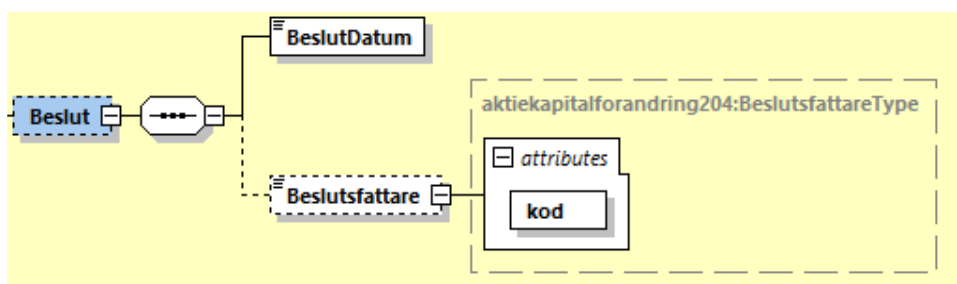 BeslutDatum
Beslut
aktiekapitalforandring204:BeslutsfattareType
attributes
Beslutsfattare
kod